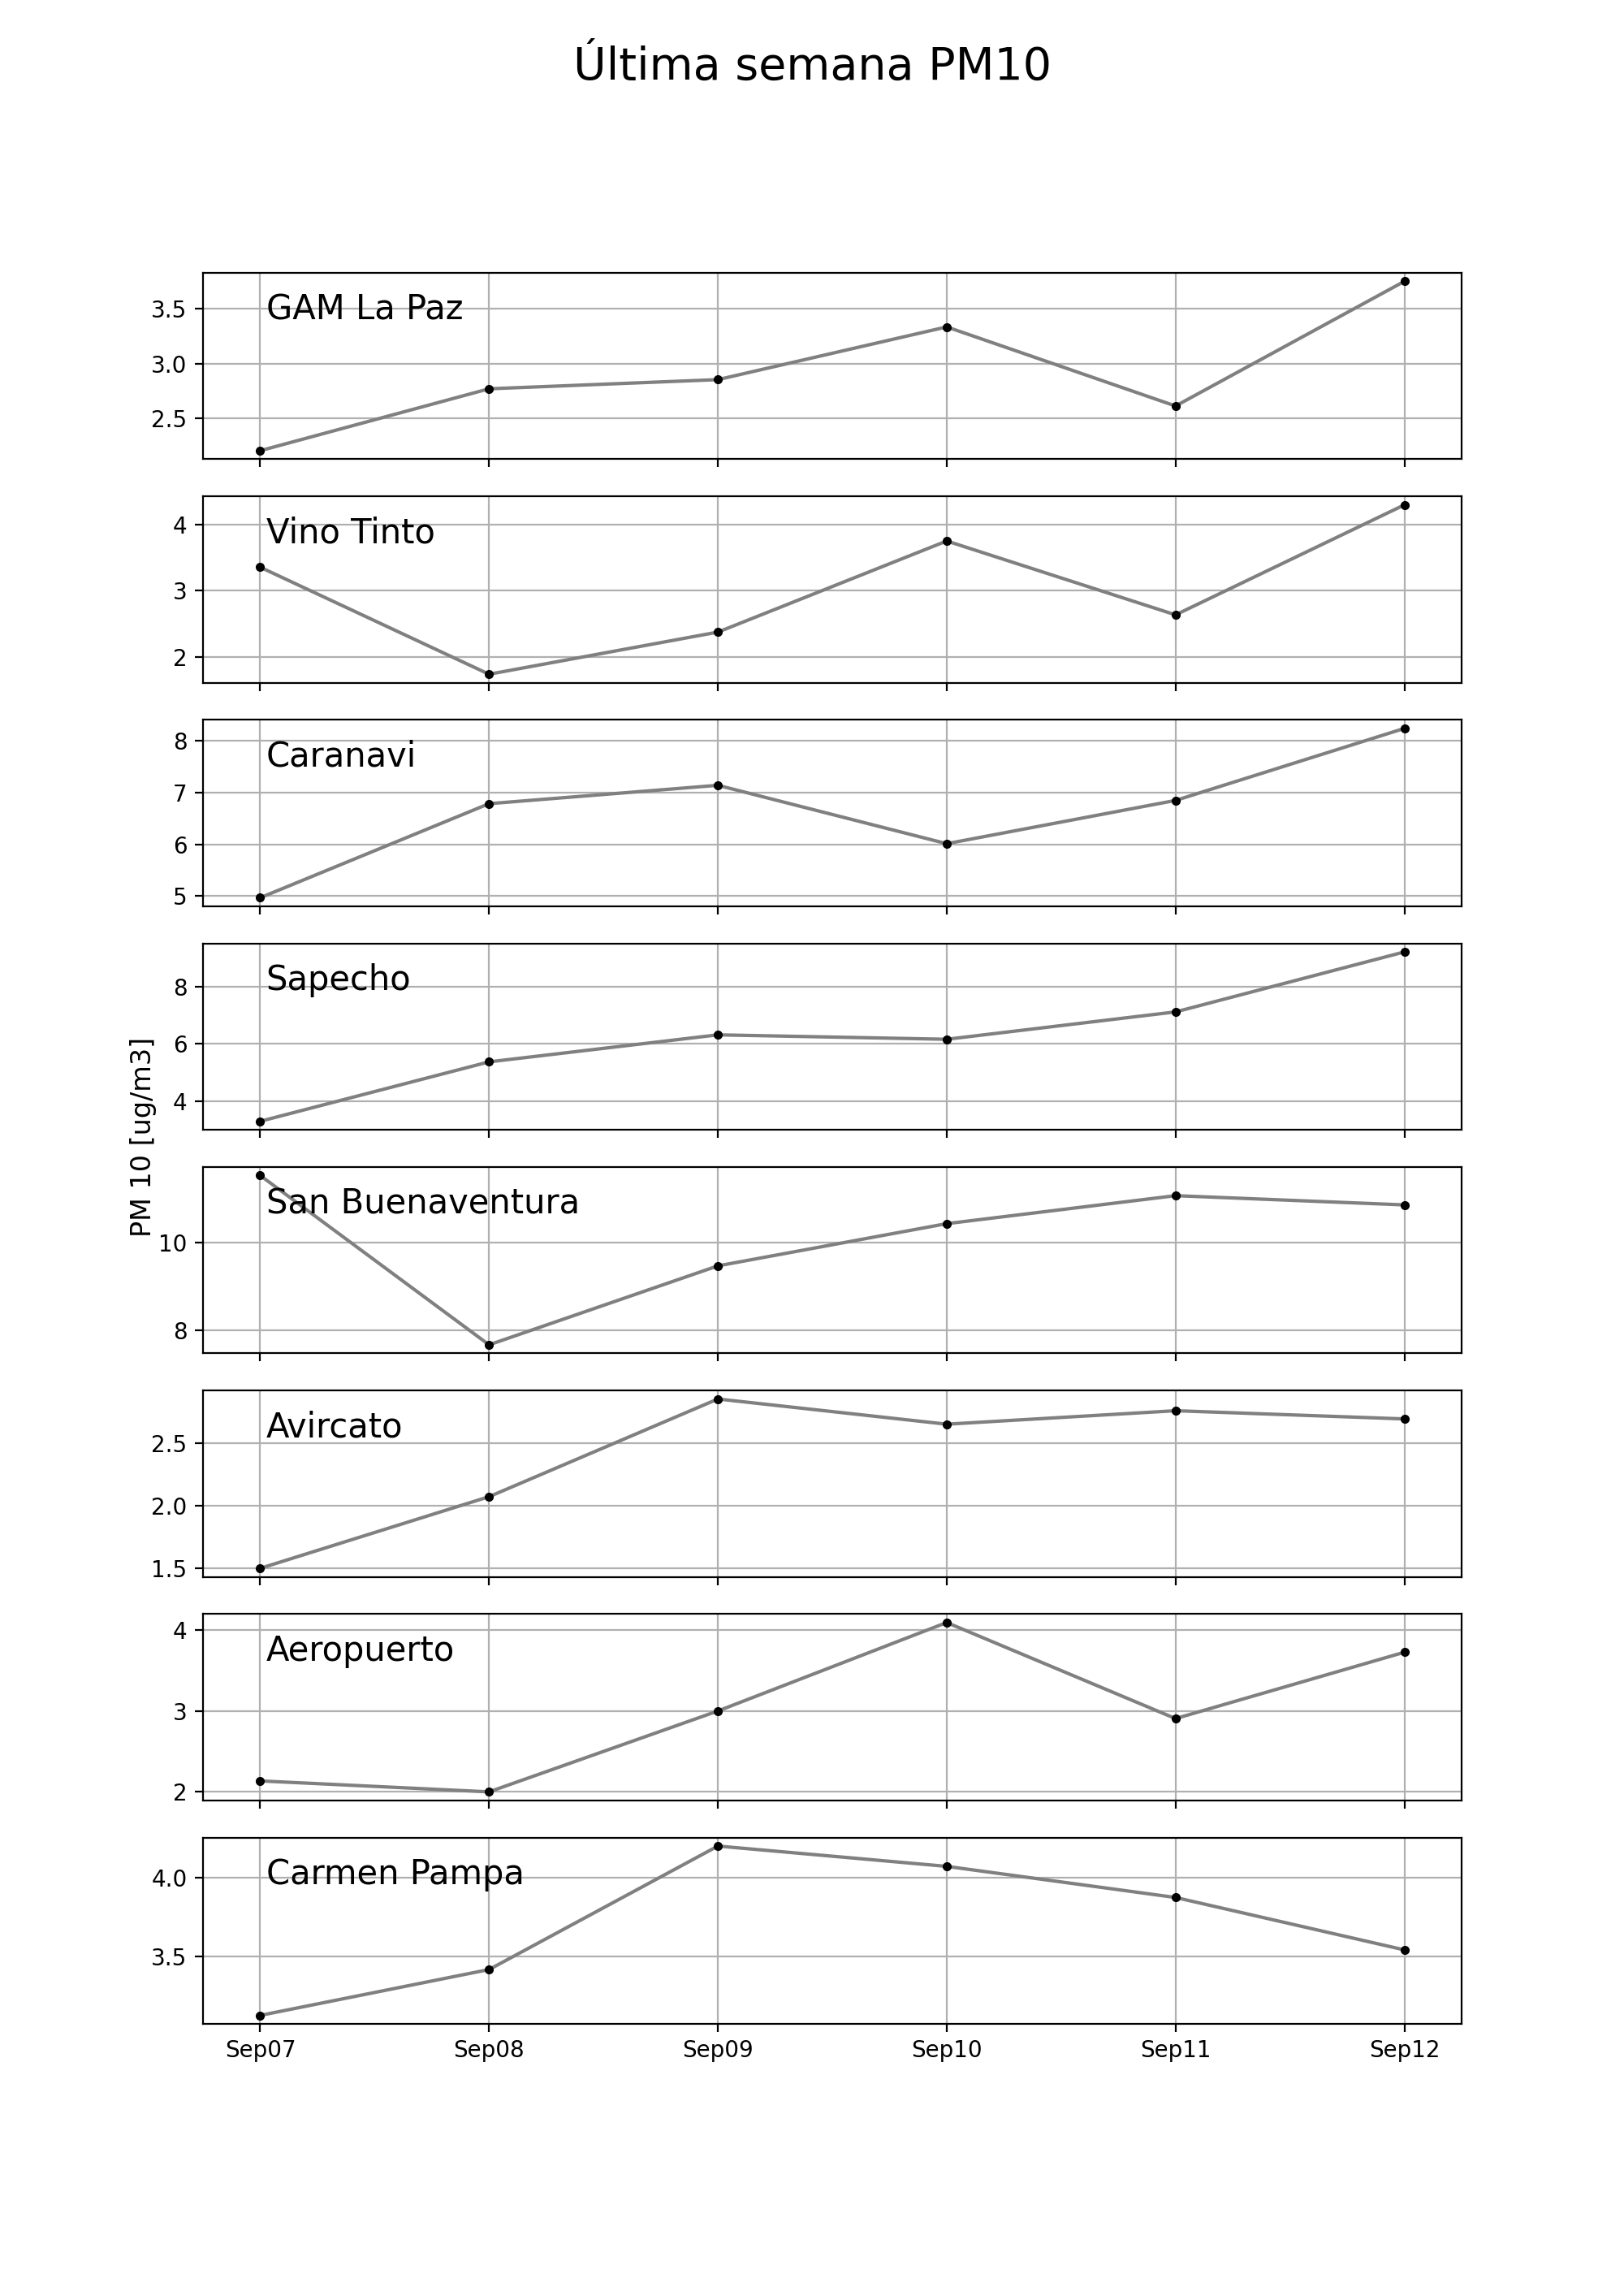 Última semana PM10
GAM La Paz
3.5
3.0
2.5
Vino Tinto
4
3
2
Caranavi
8
7
6
5
Sapecho
8
6
4
PM 10 [ug/m3]
San Buenaventura
10
8
Avircato
2.5
2.0
1.5
Aeropuerto
4
3
2
Carmen Pampa
4.0
3.5
Sep07 Sep08 Sep09 Sep10 Sep11 Sep12